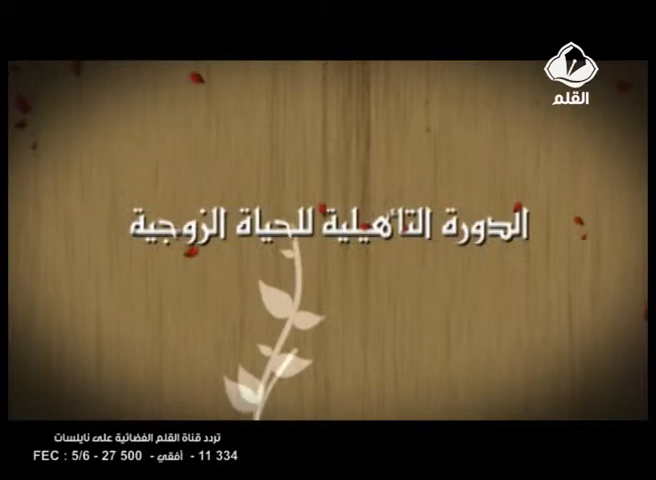 القلم
الدورة التأهيلية للحياة الزوجية
تردد قناة القلم الفضائية على نايلسات
FEC : 5/6 - 27 500 - أفقي - 11 334